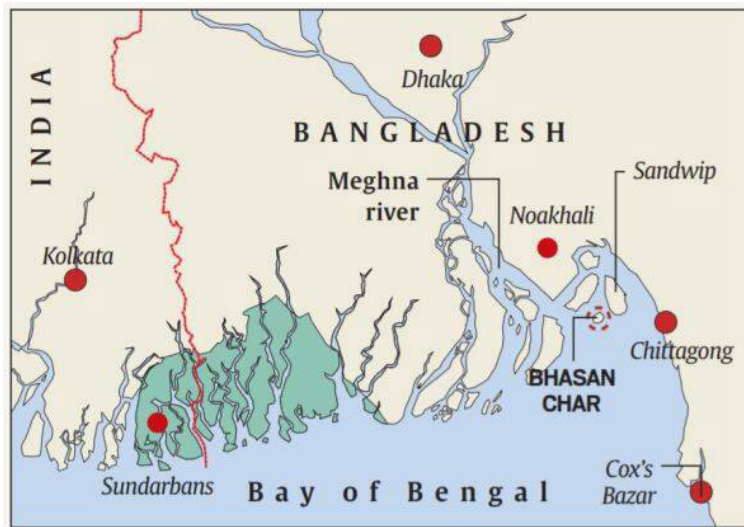 INDIA
Dhaka
BANGLADESH
Meghna
river
Sandwip
Noakhali
Kolkata
Chittagong
BHASAN
CHAR
Sundarbans
Bay of Bengal
Cox's
Bazar